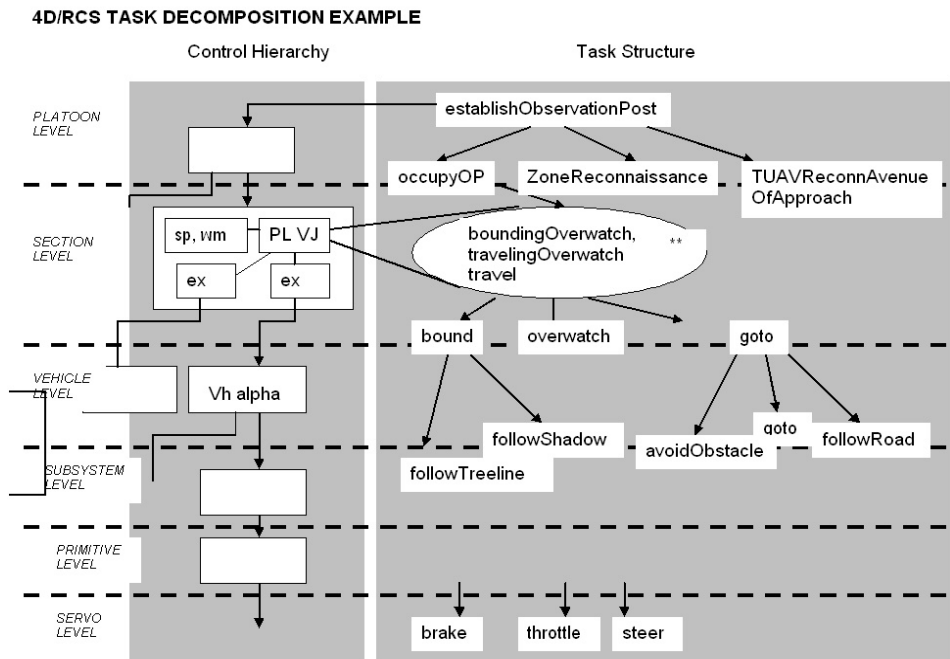 4D/RCS TASK DECOMPOSITION EXAMPLE
Control Hierarchy
Task Structure
PLATOON
LEVEL
establishObservationPost
occupyOP
ZoneReconnaissance
TUAVReconnAvenue
OfApproach
SECTION
LEVEL
sp, wm
PL VJ
ex
ex
boundingOverwatch,
travelingOverwatch
travel
**
bound
overwatch
goto
VEHICLE
LEVEL
Vh alpha
followShadow
goto
followRoad
avoidObstacle
followTreeline
SUBSYSTEM
LEVEL
PRIMITIVE
LEVEL
SERVO
LEVEL
brake
throttle
steer